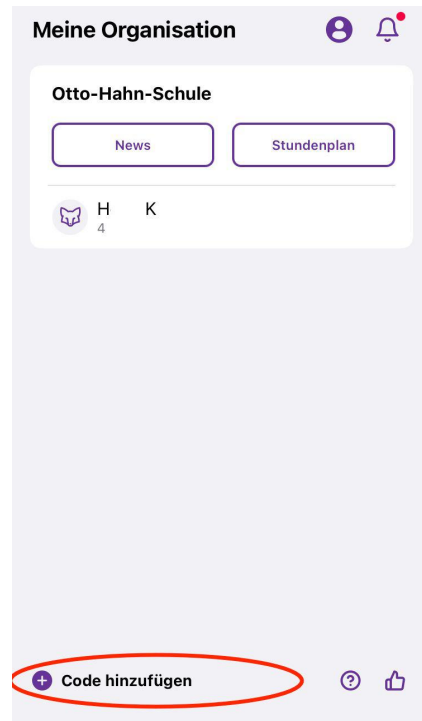 Meine Organisation
Otto-Hahn-Schule
News Stundenplan
H K
4
Code hinzufügen